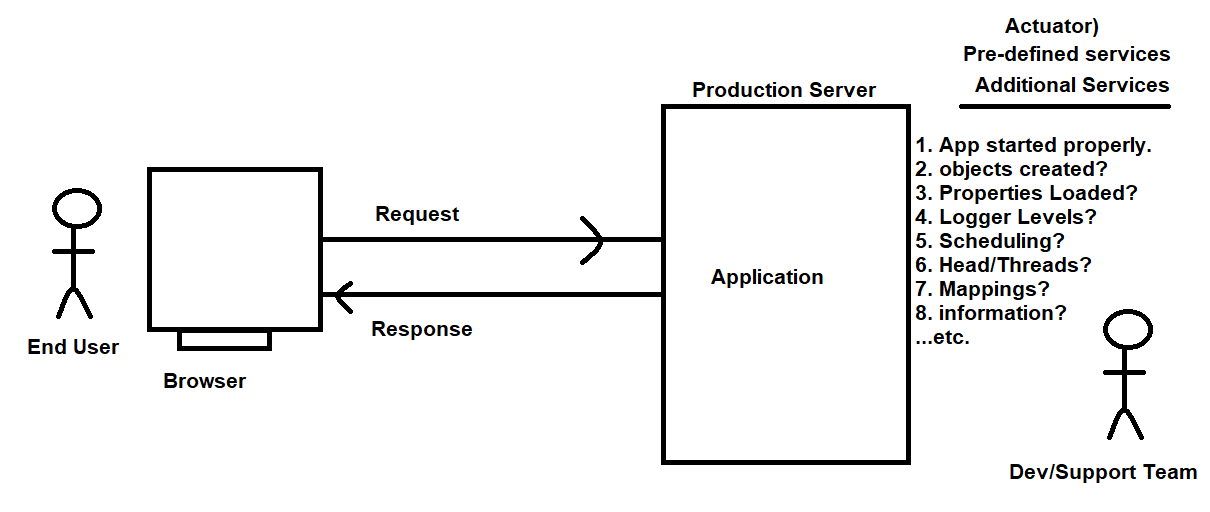 Actuator)
Pre-defined services
Additional Services
Production Server
1. App started properly.
2. objects created?
3. Properties Loaded?
4. Logger Levels?
5. Scheduling?
6. Head/Threads?
7. Mappings?
8. information?
...etc.
Request
Application
Response
End User
Browser
Dev/Support Team